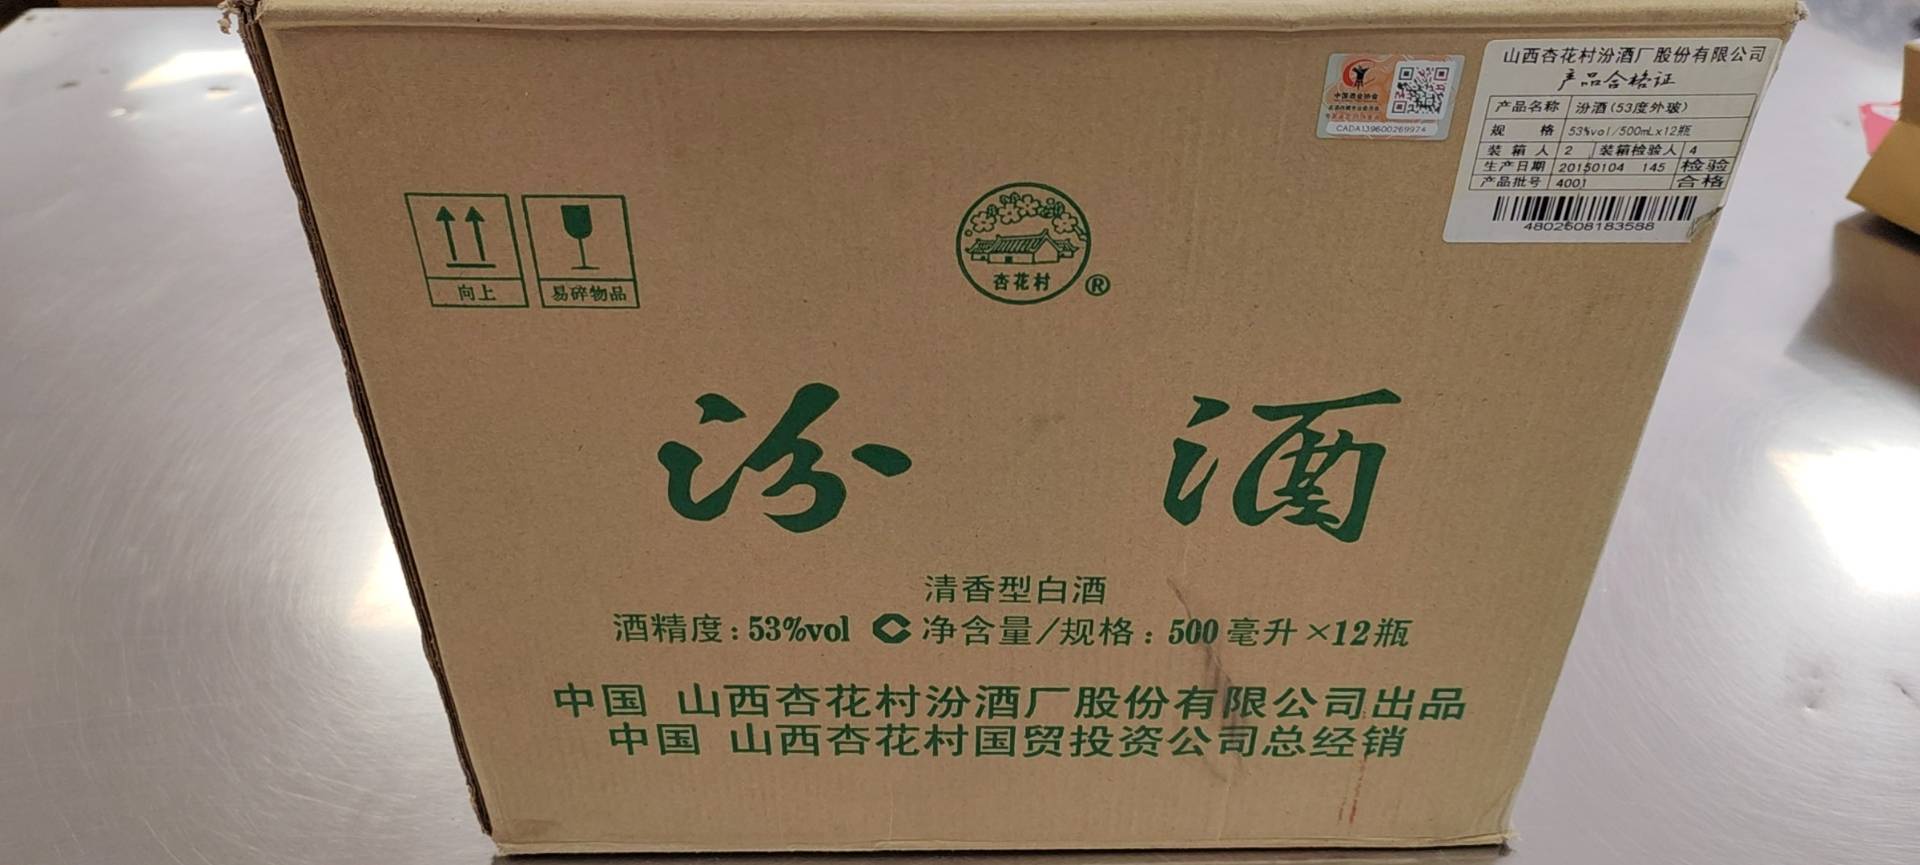 山西杏花村汾酒厂股份有限公司
产品合格证
产品名称 汾酒(53度外玻)
规 格 53%vol/500mLx12瓶
装箱人 2 装箱检验人 4
生产日期 20150104 145 检验
产品批号 4001 合格
4802608183588
中国酒业协会
CADA139600269974
向上
易碎物品
杏花村
®
汾 酒
清香型白酒
酒精度:53%vol 净含量/规格:500毫升×12瓶
中国 山西杏花村汾酒厂股份有限公司出品
中国 山西杏花村国贸投资公司总经销